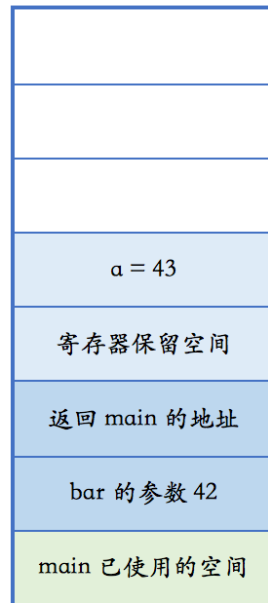 a = 43
寄存器保留空间
返回 main 的地址
bar 的参数 42
main 已使用的空间